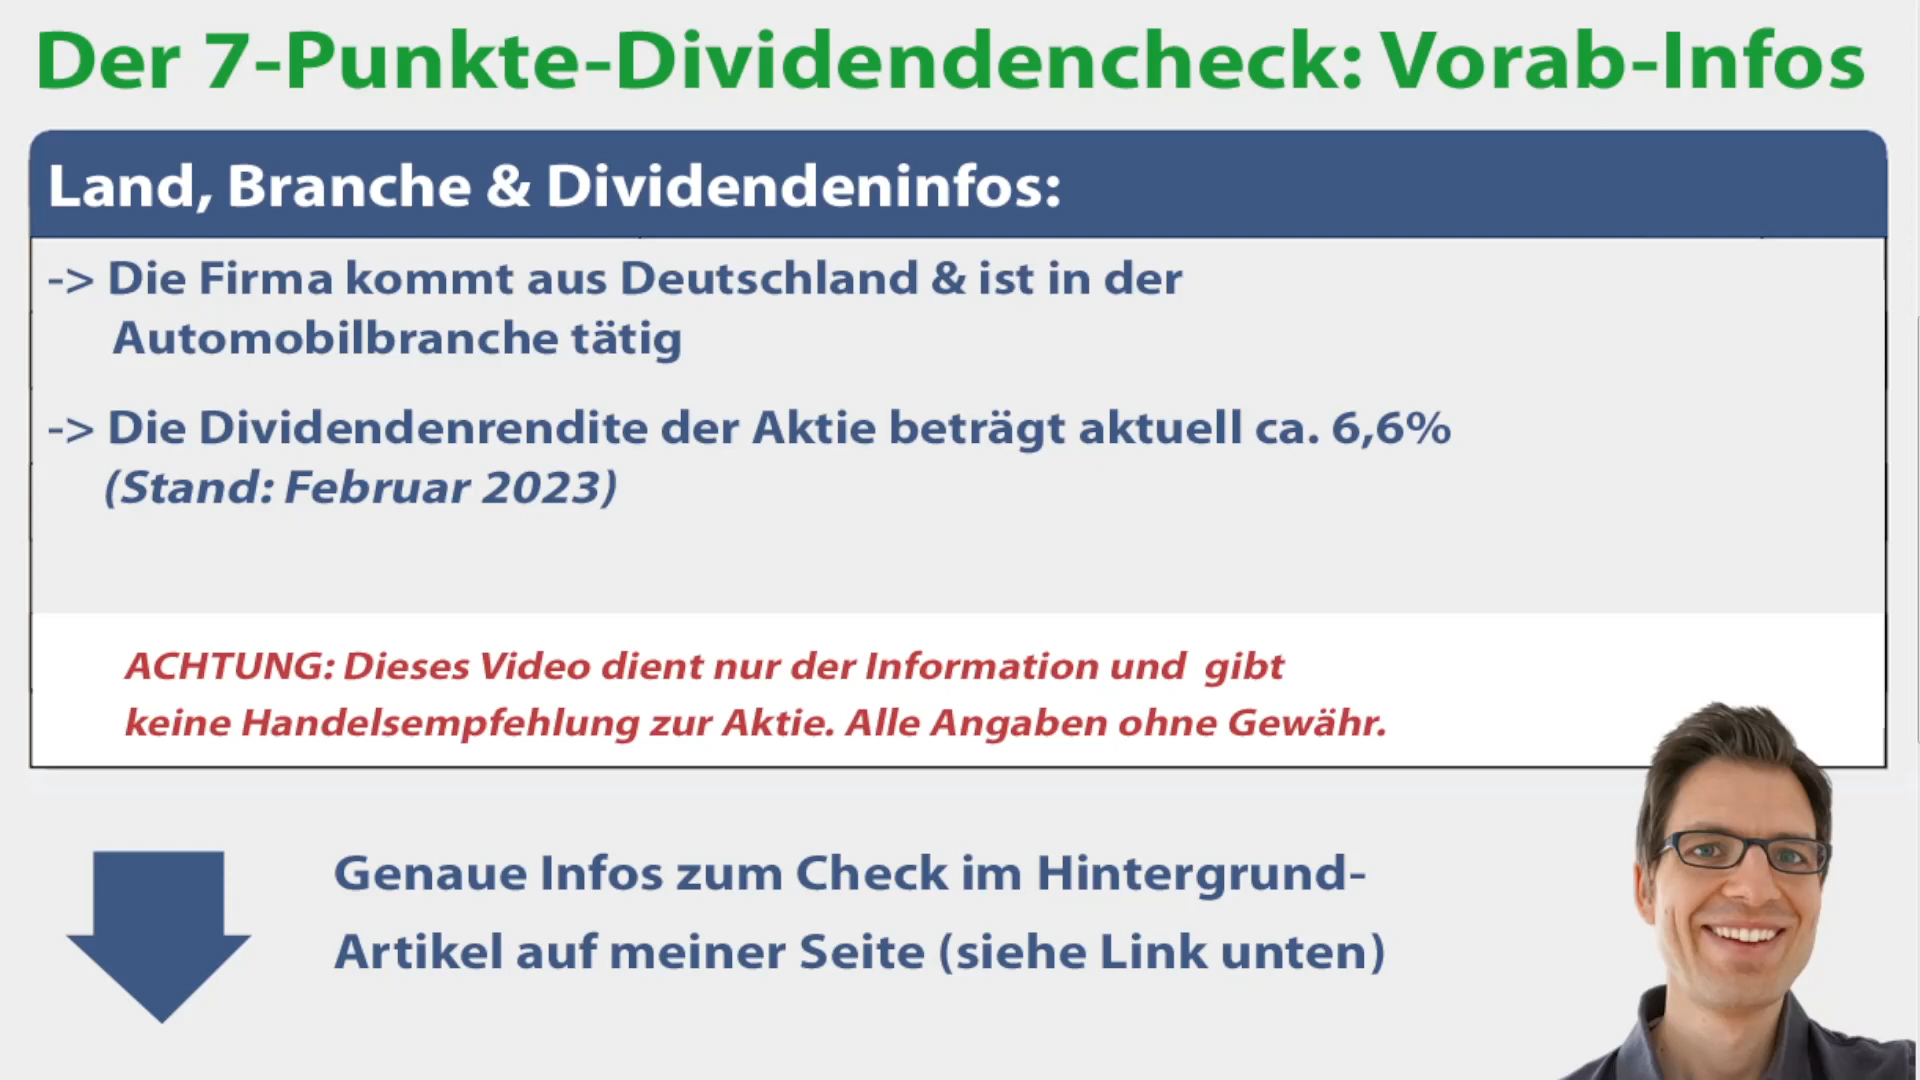 Der 7-Punkte-Dividendencheck: Vorab-Infos
Land, Branche & Dividendeninfos:
-> Die Firma kommt aus Deutschland & ist in der
Automobilbranche tätig
-> Die Dividendenrendite der Aktie beträgt aktuell ca. 6,6%
(Stand: Februar 2023)
ACHTUNG: Dieses Video dient nur der Information und gibt
keine Handelsempfehlung zur Aktie. Alle Angaben ohne Gewähr.
Genaue Infos zum Check im Hintergrund-
Artikel auf meiner Seite (siehe Link unten)